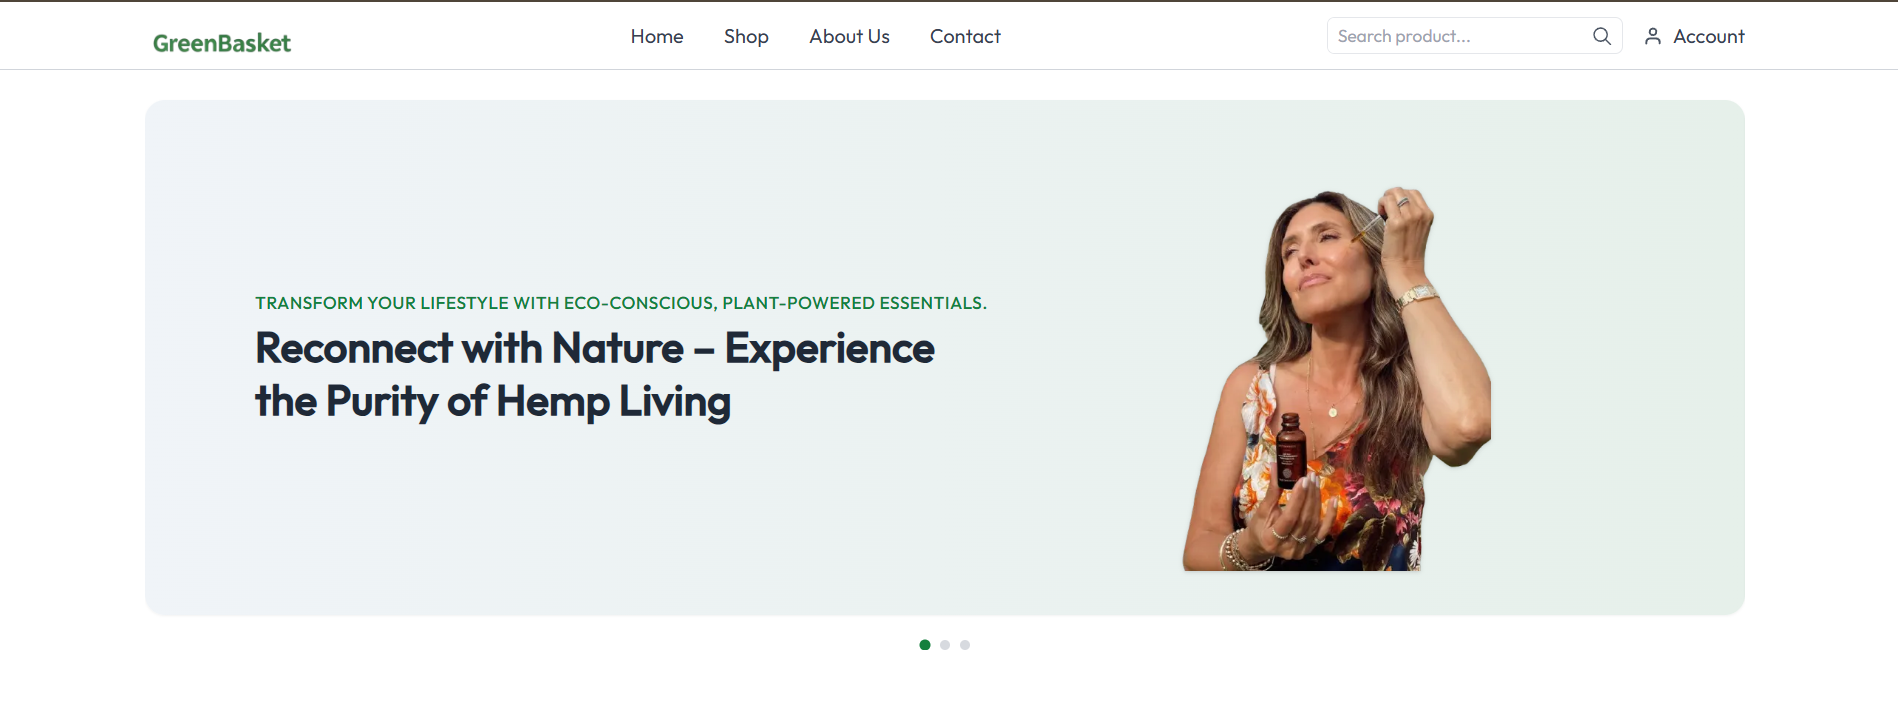 GreenBasket
Home
Shop
About Us
Contact
Search product...
Account
TRANSFORM YOUR LIFESTYLE WITH ECO-CONSCIOUS, PLANT-POWERED ESSENTIALS.
Reconnect with Nature – Experience
the Purity of Hemp Living